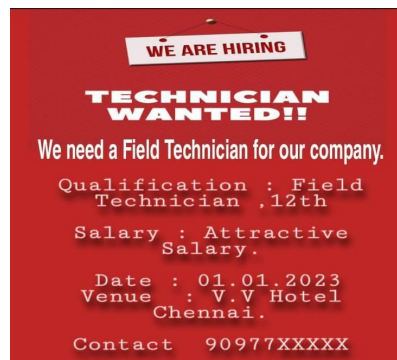 WE ARE HIRING
TECHNICIAN
WANTED!!
We need a Field Technician for our company.
Qualification : Field
Technician ,12th
Salary : Attractive
Salary.
Date : 01.01.2023
Venue : V.V Hotel
Chennai.
Contact 90977XXXXX